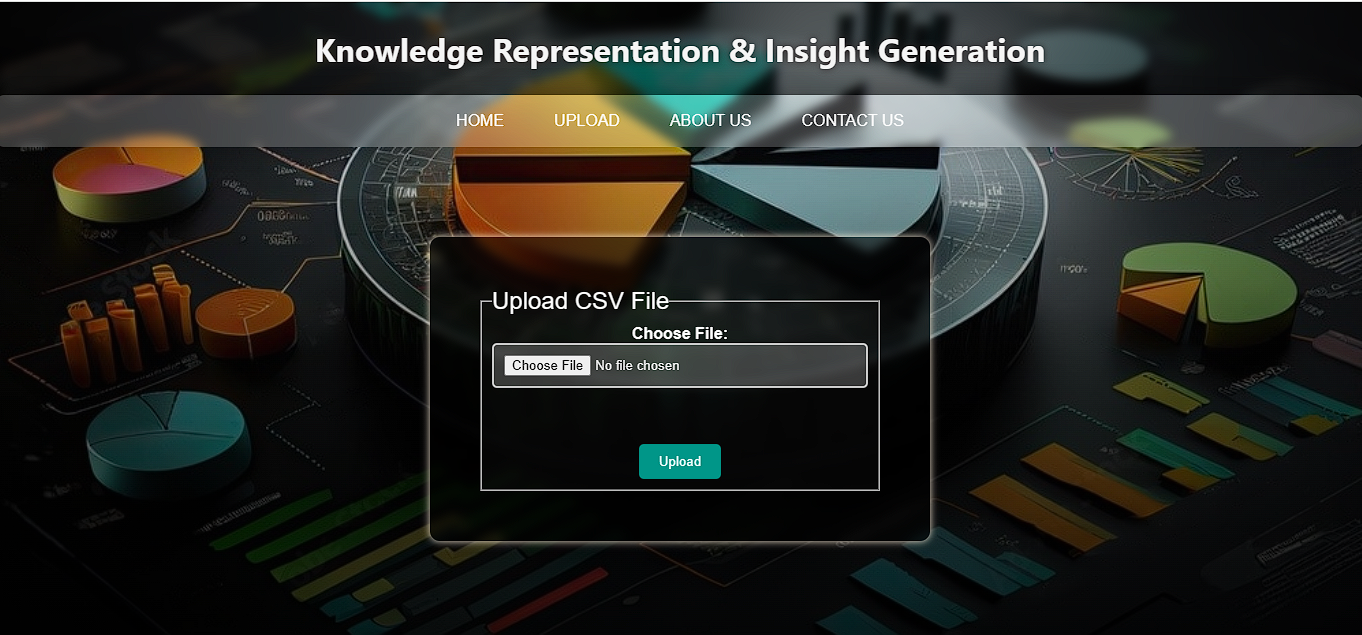 Knowledge Representation & Insight Generation
HOME UPLOAD ABOUT US CONTACT US
Upload CSV File
Choose File:
Choose File No file chosen
Upload